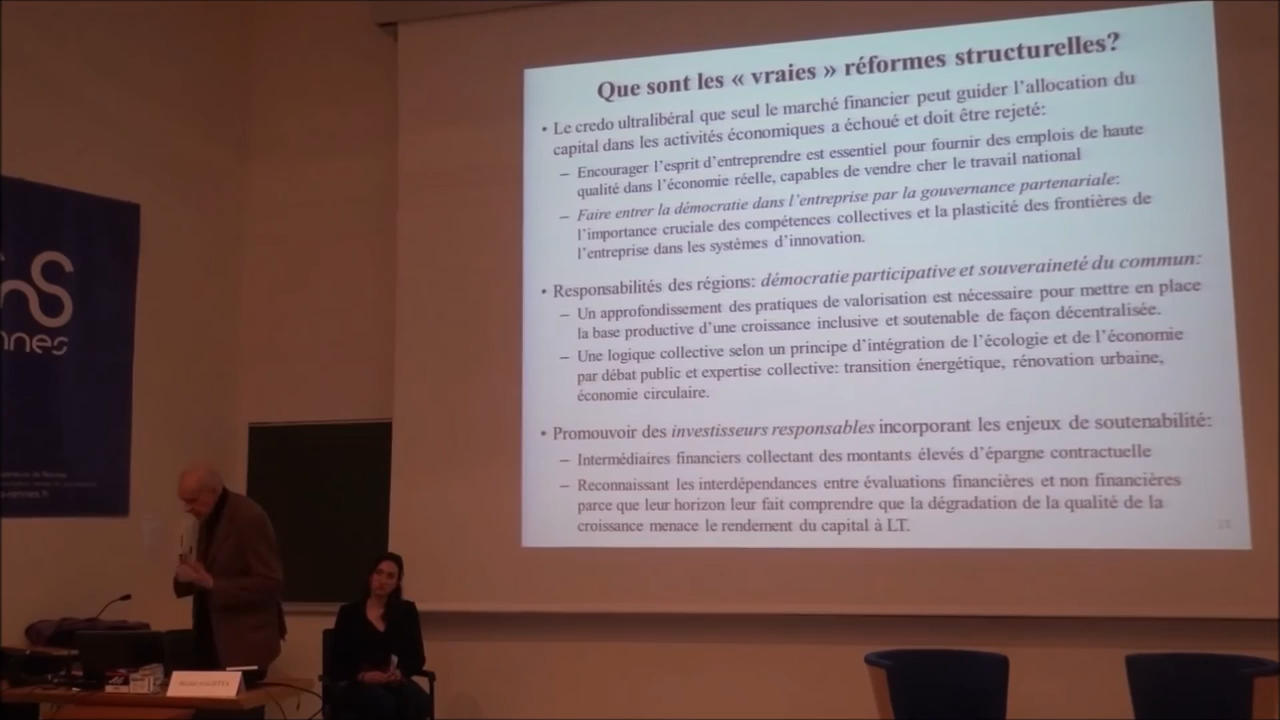 Que sont les « vraies » réformes structurelles?
• Le credo ultralibéral que seul le marché financier peut guider l'allocation du
capital dans les activités économiques a échoué et doit être rejeté:
– Encourager l'esprit d'entreprendre est essentiel pour fournir des emplois de haute
qualité dans l'économie réelle, capables de vendre cher le travail national
– Faire entrer la démocratie dans l'entreprise par la gouvernance partenariale:
l'importance cruciale des compétences collectives et la plasticité des frontières de
l'entreprise dans les systèmes d'innovation.
• Responsabilités des régions: démocratie participative et souveraineté du commun:
– Un approfondissement des pratiques de valorisation est nécessaire pour mettre en place
la base productive d'une croissance inclusive et soutenable de façon décentralisée.
– Une logique collective selon un principe d'intégration de l'écologie et de l'économie
par débat public et expertise collective: transition énergétique, rénovation urbaine,
économie circulaire.
• Promouvoir des investisseurs responsables incorporant les enjeux de soutenabilité:
– Intermédiaires financiers collectant des montants élevés d'épargne contractuelle
– Reconnaissant les interdépendances entre évaluations financières et non financières
parce que leur horizon leur fait comprendre que la dégradation de la qualité de la
croissance menace le rendement du capital à LT.
nS
nnes
de Rennes
-rennes.fr